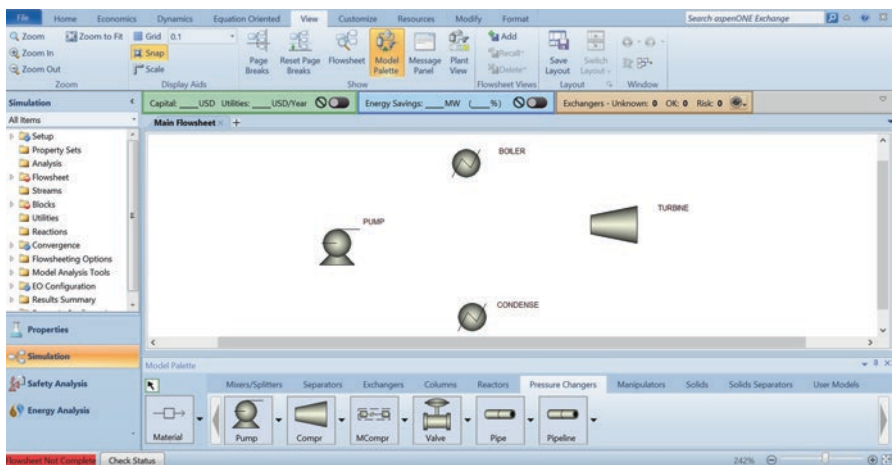 File Home Economics Dynamics Equation Oriented View Customize Resources Modify Format Search aspenONE Exchange
Zoom Zoom to Fit Grid 0.1 Add
Zoom In Snap Recall
Zoom Out Scale Delete
Page Breaks Reset Page Breaks Flowsheet Model Palette Message Panel Plant View Save Layout Switch Layout
Zoom Display Aids Show Flowsheet Views Layout Window
Simulation Capital: ____USD Utilities: ____USD/Year Energy Savings: ____MW (____%) Exchangers - Unknown: 0 OK: 0 Risk: 0
All Items Main Flowsheet × +
Setup
Property Sets
Analysis
Flowsheet
Streams
Blocks
Utilities
Reactions
Convergence
Flowsheeting Options
Model Analysis Tools
EO Configuration
Results Summary
BOILER
TURBINE
PUMP
CONDENSE
Properties
Simulation
Safety Analysis
Energy Analysis
Model Palette
Mixers/Splitters Separators Exchangers Columns Reactors Pressure Changers Manipulators Solids Solids Separators User Models
Material Pump Compr MCompr Valve Pipe Pipeline
Flowsheet Not Complete Check Status 242%